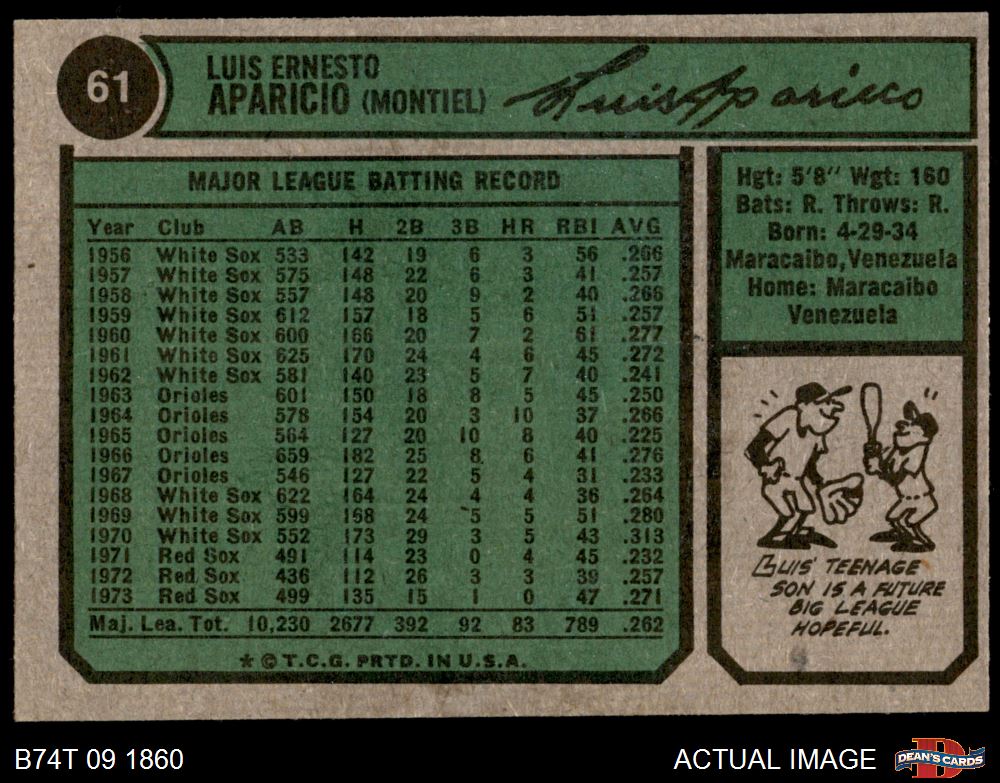 61
LUIS ERNESTO
APARICIO (MONTIEL)
Luis Aparicio
MAJOR LEAGUE BATTING RECORD
Year Club AB H 2B 3B HR RBI AVG
1956 White Sox 533 142 19 6 3 56 .266
1957 White Sox 575 148 22 6 3 41 .257
1958 White Sox 557 148 20 9 2 40 .266
1959 White Sox 612 157 18 5 6 51 .257
1960 White Sox 600 166 20 7 2 61 .277
1961 White Sox 625 170 24 4 6 45 .272
1962 White Sox 581 140 23 5 7 40 .241
1963 Orioles 601 150 18 8 5 45 .250
1964 Orioles 578 154 20 3 10 37 .266
1965 Orioles 564 127 20 10 8 40 .225
1966 Orioles 659 182 25 8 6 41 .276
1967 Orioles 546 127 22 5 4 31 .233
1968 White Sox 622 164 24 4 4 36 .264
1969 White Sox 599 168 24 5 5 51 .280
1970 White Sox 552 173 29 3 5 43 .313
1971 Red Sox 491 114 23 0 4 45 .232
1972 Red Sox 436 112 26 3 3 39 .257
1973 Red Sox 499 135 15 1 0 47 .271
Maj. Lea. Tot. 10,230 2677 392 92 83 789 .262
* © T.C.G. PRTD. IN U.S.A.
Hgt: 5'8" Wgt: 160
Bats: R. Throws: R.
Born: 4-29-34
Maracaibo, Venezuela
Home: Maracaibo
Venezuela
LUIS' TEENAGE
SON IS A FUTURE
BIG LEAGUE
HOPEFUL.
B74T 09 1860
ACTUAL IMAGE
DEAN'S CARDS